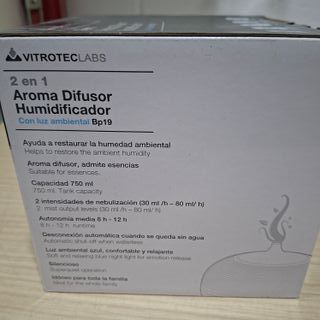 VITROTECLABS
2 en 1
Aroma Difusor
Humidificador
Con luz ambiental Bp19
Ayuda a restaurar la humedad ambiental
Helps to restore the ambient humidity
Aroma difusor, admite esencias
Suitable for essences.
Capacidad 750 ml
750 ml. Tank capacity
2 intensidades de nebulización (30 ml /h – 80 ml/ h)
2 mist output levels (30 ml /h – 80 ml/ h)
Autonomía media 8 h - 12 h
8 h - 12 h runtime
Desconexión automática cuando se queda sin agua
Automatic shut-off when waterless
Luz ambiental azul, confortable y relajante
Soft and relaxing blue night light for emotion release
Silencioso
Superquiet operation
Idóneo para toda la familia
Ideal for the whole family